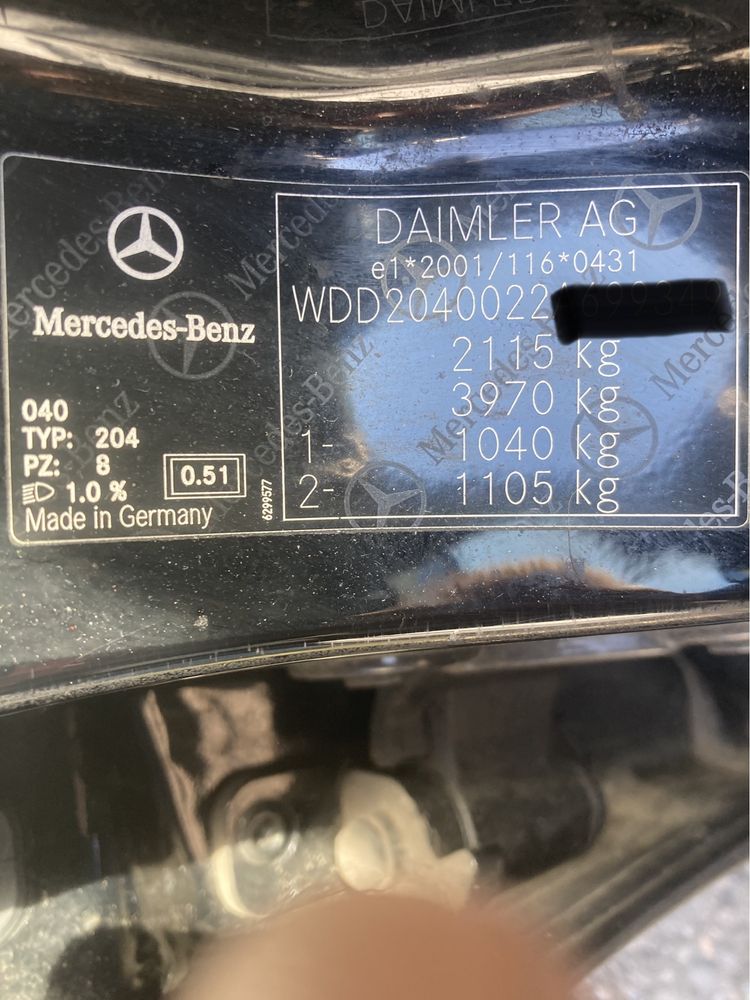 Mercedes-Benz
040
TYP: 204
PZ: 8
1.0 %
0.51
Made in Germany
6299577
DAIMLER AG
e1*2001/116*0431
WDD2040022
2115 kg
3970 kg
1- 1040 kg
2- 1105 kg